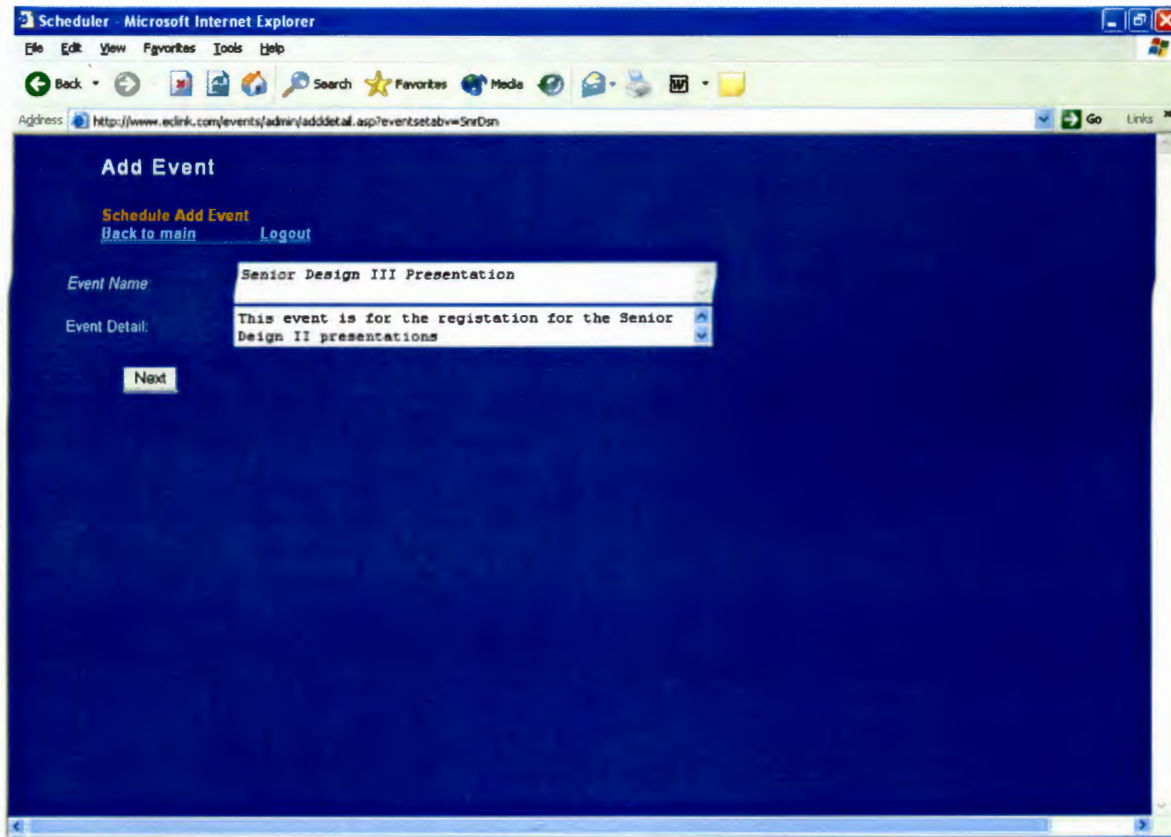 Scheduler - Microsoft Internet Explorer
File Edit View Favorites Tools Help
Back Search Favorites Media W
Address http://www.eclink.com/events/admin/adddetail.asp?eventsetabv=SnrDsn Go Links »
Add Event
Schedule Add Event
Back to main Logout
Event Name: Senior Design III Presentation
Event Detail: This event is for the registation for the Senior
Deign II presentations
Next